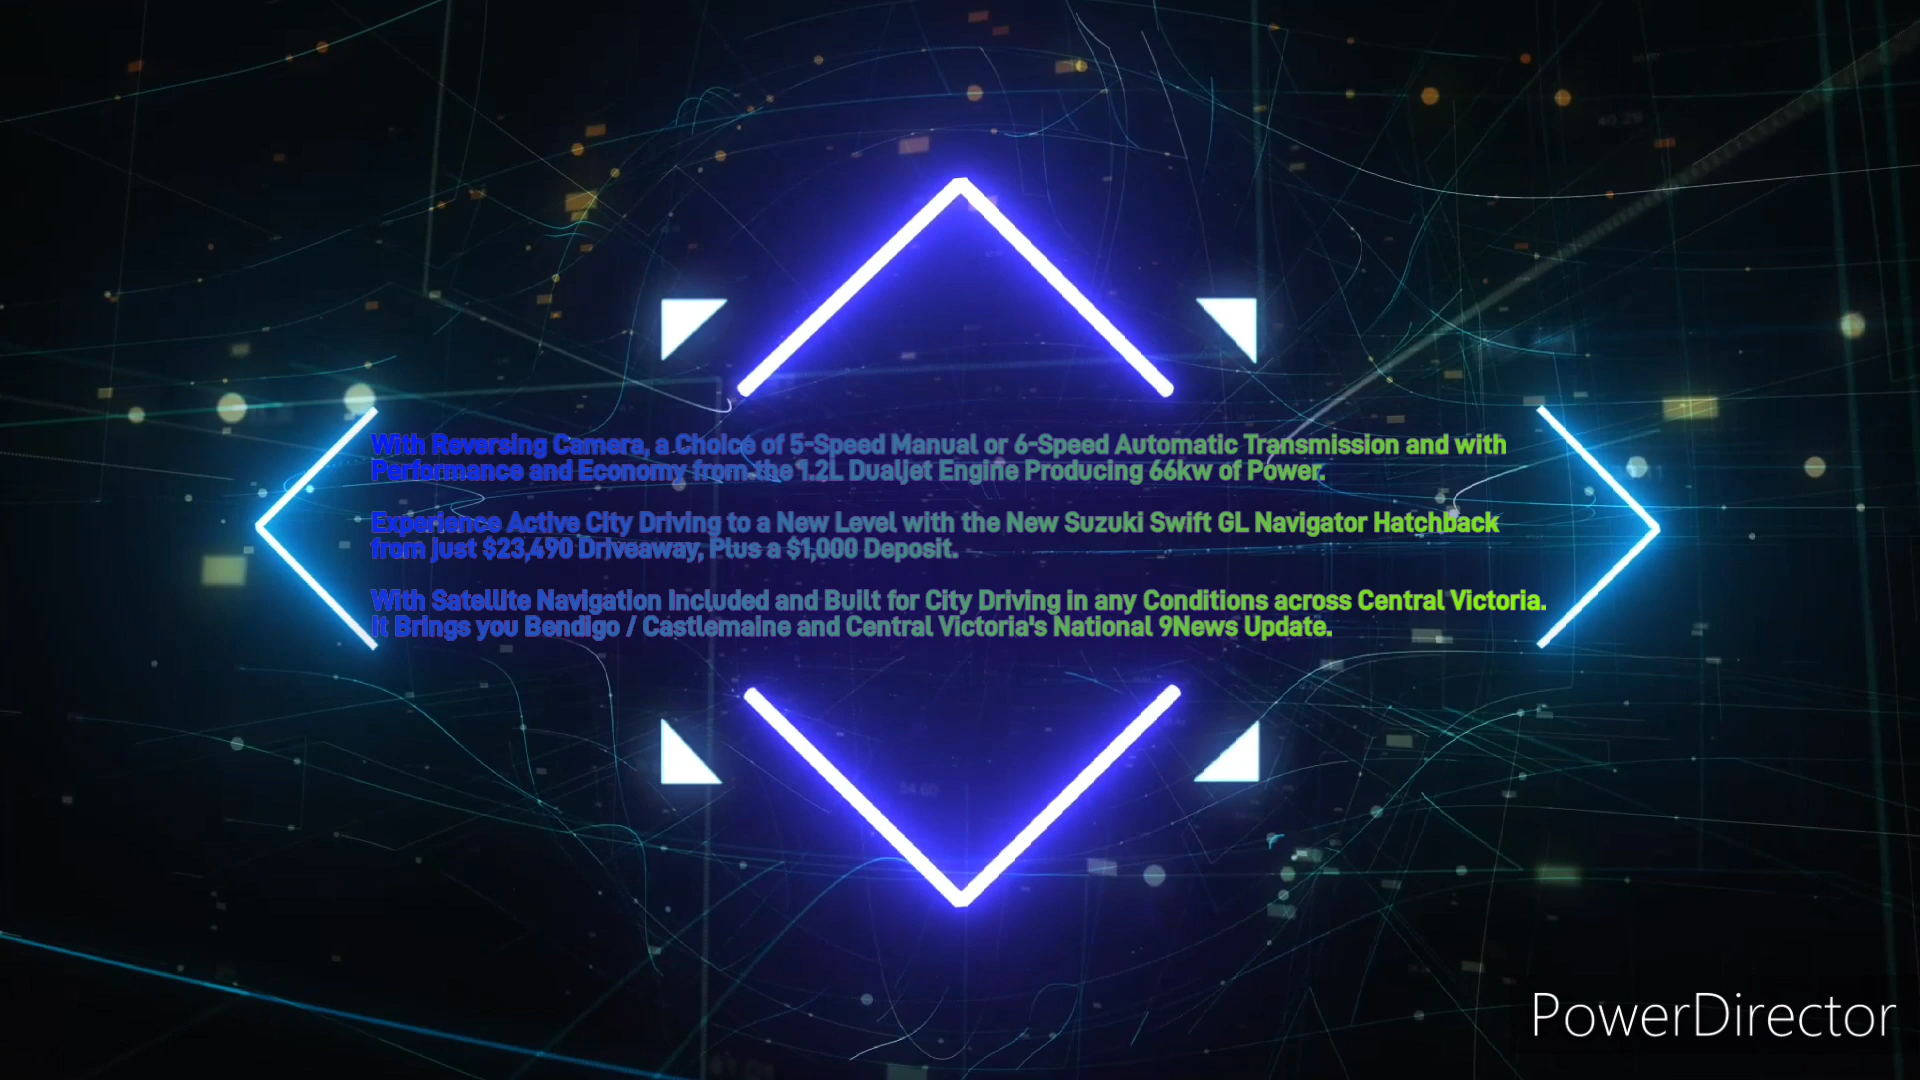 With Reversing Camera, a Choice of 5-Speed Manual or 6-Speed Automatic Transmission and with
Performance and Economy from the 1.2L Dualjet Engine Producing 66kw of Power.
Experience Active City Driving to a New Level with the New Suzuki Swift GL Navigator Hatchback
from just $23,490 Driveaway, Plus a $1,000 Deposit.
With Satellite Navigation Included and Built for City Driving in any Conditions across Central Victoria.
It Brings you Bendigo / Castlemaine and Central Victoria's National 9News Update.
54.60
PowerDirector